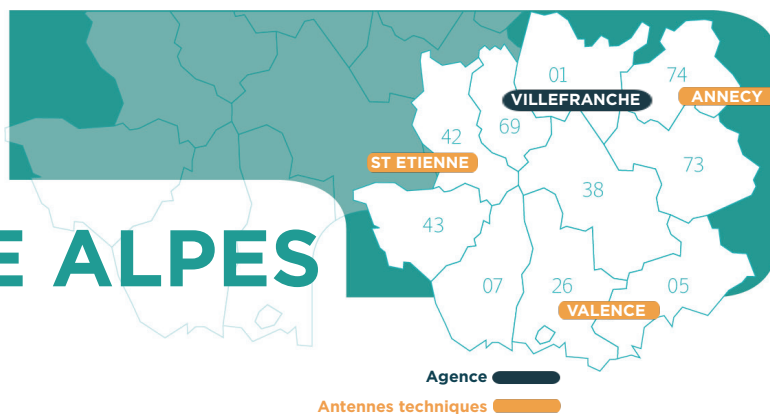 01
74
VILLEFRANCHE
ANNECY
42
69
ST ETIENNE
73
38
43
E ALPES
07
26
05
VALENCE
Agence
Antennes techniques